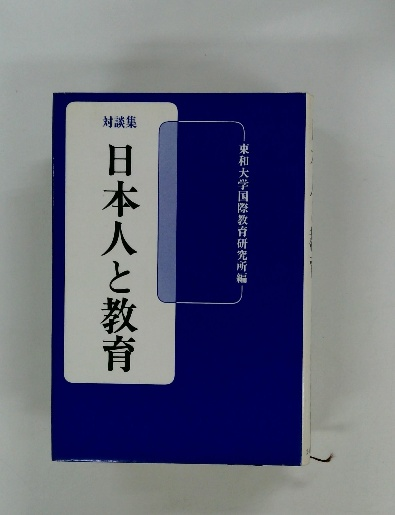 対談集
日本人と教育
東和大学国際教育研究所編